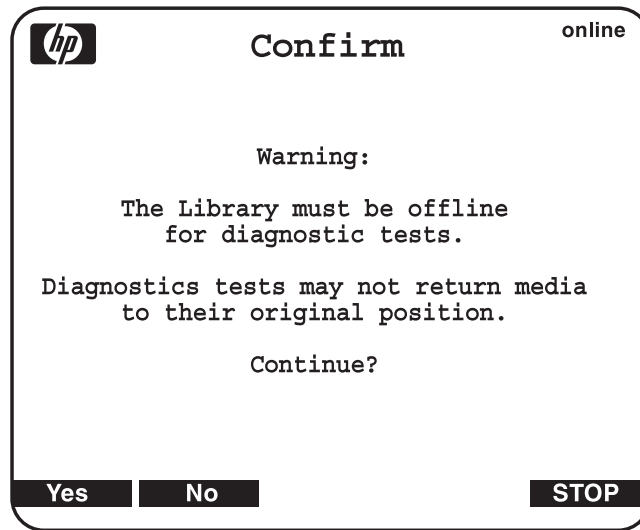 hp
Confirm
online
Warning:
The Library must be offline
for diagnostic tests.
Diagnostics tests may not return media
to their original position.
Continue?
Yes
No
STOP